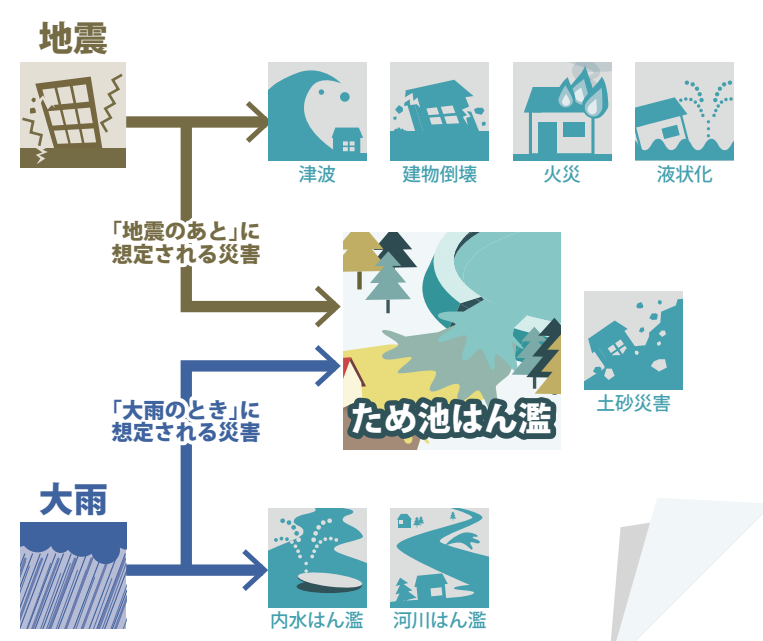 地震
津波
建物倒壊
火災
液状化
「地震のあと」に
想定される災害
ため池はん濫
土砂災害
「大雨のとき」に
想定される災害
大雨
内水はん濫
河川はん濫